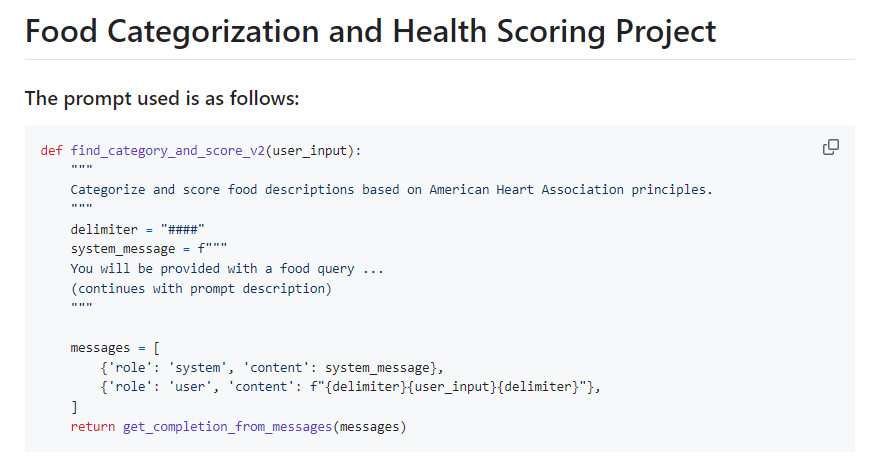 Food Categorization and Health Scoring Project
The prompt used is as follows:
def find_category_and_score_v2(user_input):
    """
    Categorize and score food descriptions based on American Heart Association principles.
    """
    delimiter = "####"
    system_message = f"""
    You will be provided with a food query ...
    (continues with prompt description)
    """

    messages = [
        {'role': 'system', 'content': system_message},
        {'role': 'user', 'content': f"{delimiter}{user_input}{delimiter}"},
    ]
    return get_completion_from_messages(messages)